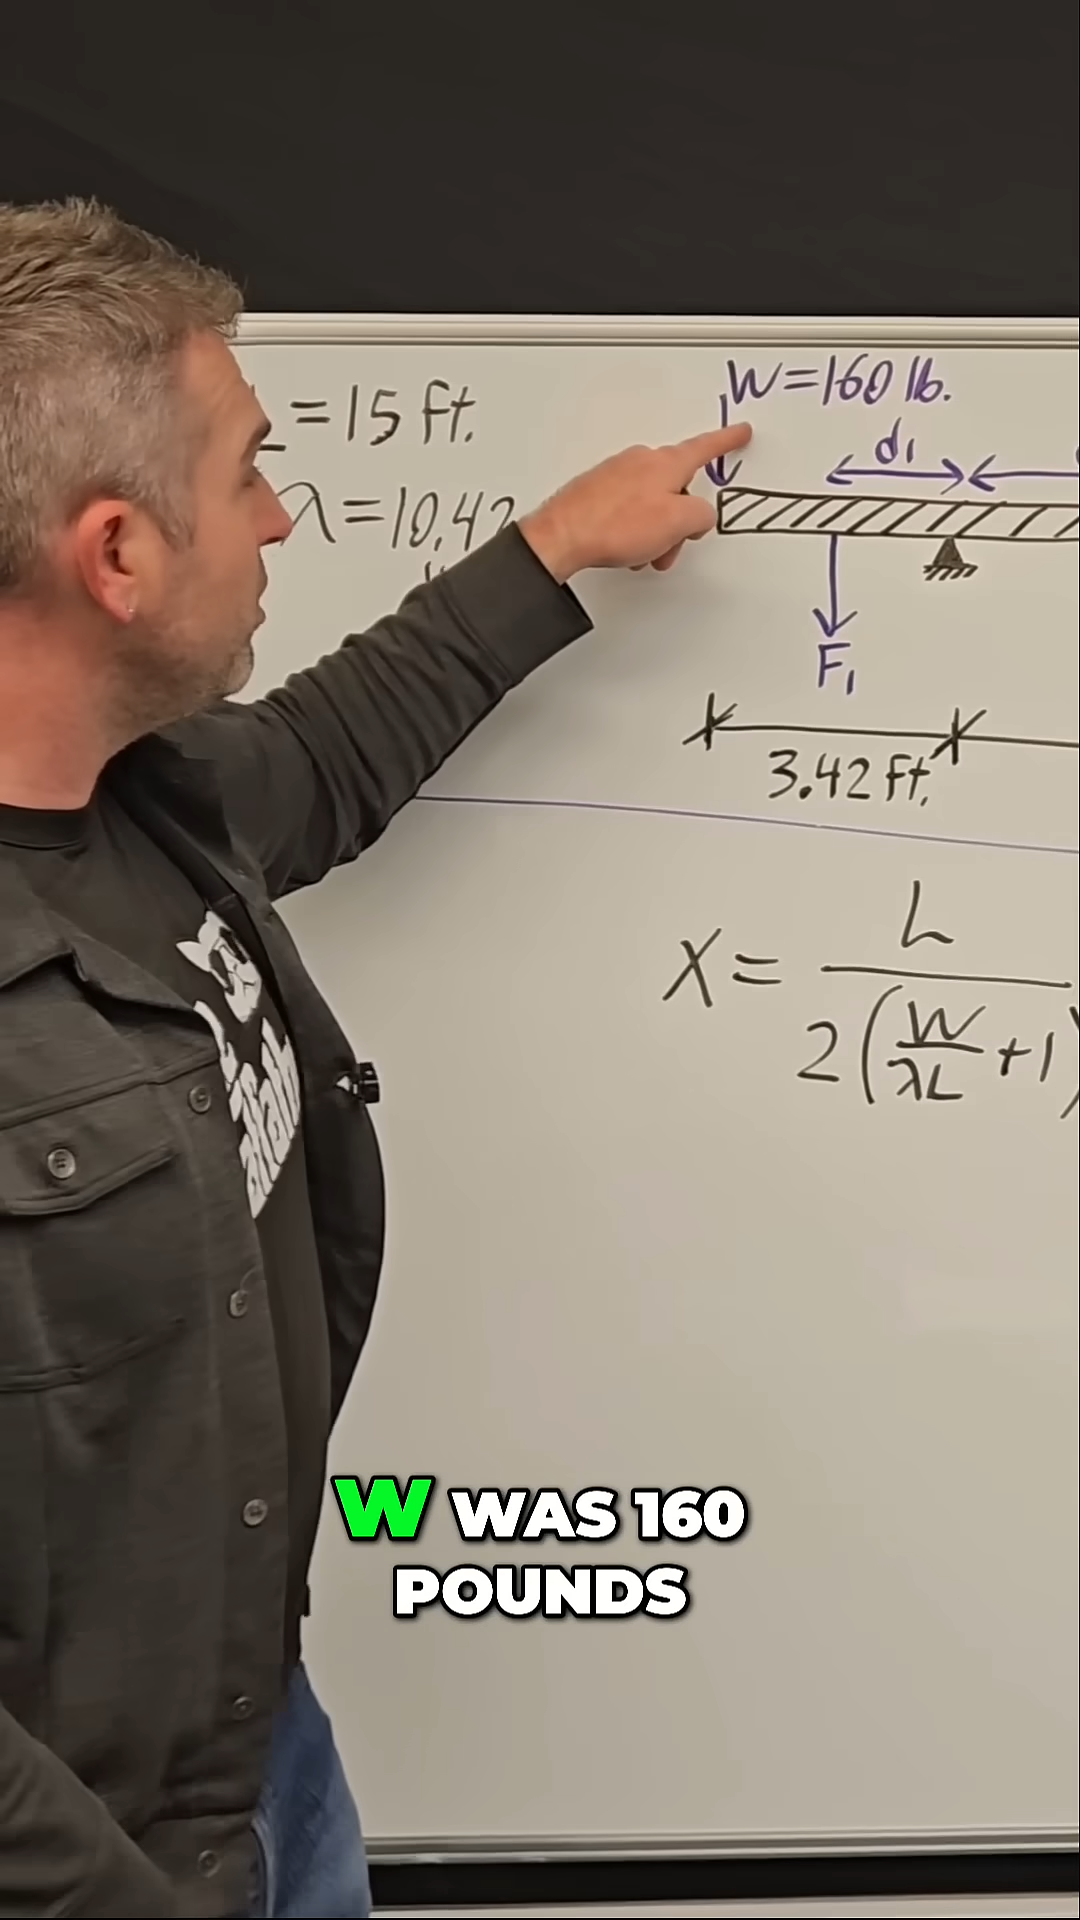 W=160 lb.
=15 ft.
λ=10.42
d₁
F₁
3.42 ft.
X=
L
2(W/λL+1)
W WAS 160
POUNDS